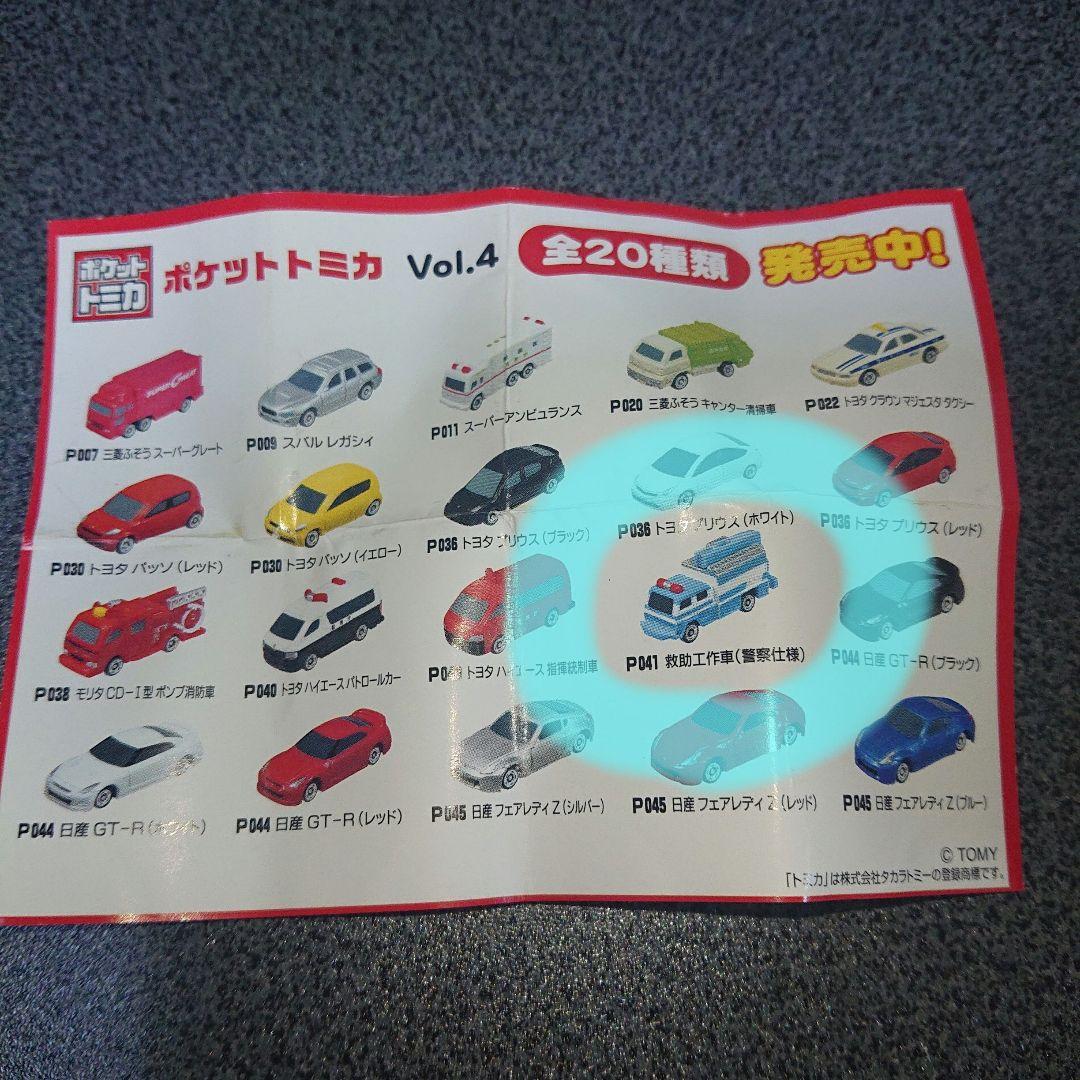 ポケット
トミカ
ポケットトミカ Vol.4 全20種類 発売中!
SUPER GREAT
P007 三菱ふそう スーパーグレート
P009 スバル レガシィ
P011 スーパーアンビュランス
P020 三菱ふそう キャンター清掃車
P022 トヨタ クラウン マジェスタ タクシー
P030 トヨタ パッソ (レッド)
P030 トヨタ パッソ (イエロー)
P036 トヨタ プリウス (ブラック)
P036 トヨタ プリウス (ホワイト)
P036 トヨタ プリウス (レッド)
P038 モリタ CD-I型 ポンプ消防車
P040 トヨタ ハイエース パトロールカー
トヨタ ハイエース 指揮統制車
P041 救助工作車(警察仕様)
P044 日産 GT-R (ブラック)
P044 日産 GT-R (ホワイト)
P044 日産 GT-R (レッド)
P045 日産 フェアレディ Z (シルバー)
P045 日産 フェアレディ Z (レッド)
P045 日産 フェアレディ Z (ブルー)
© TOMY
「トミカ」は株式会社タカラトミーの登録商標です。